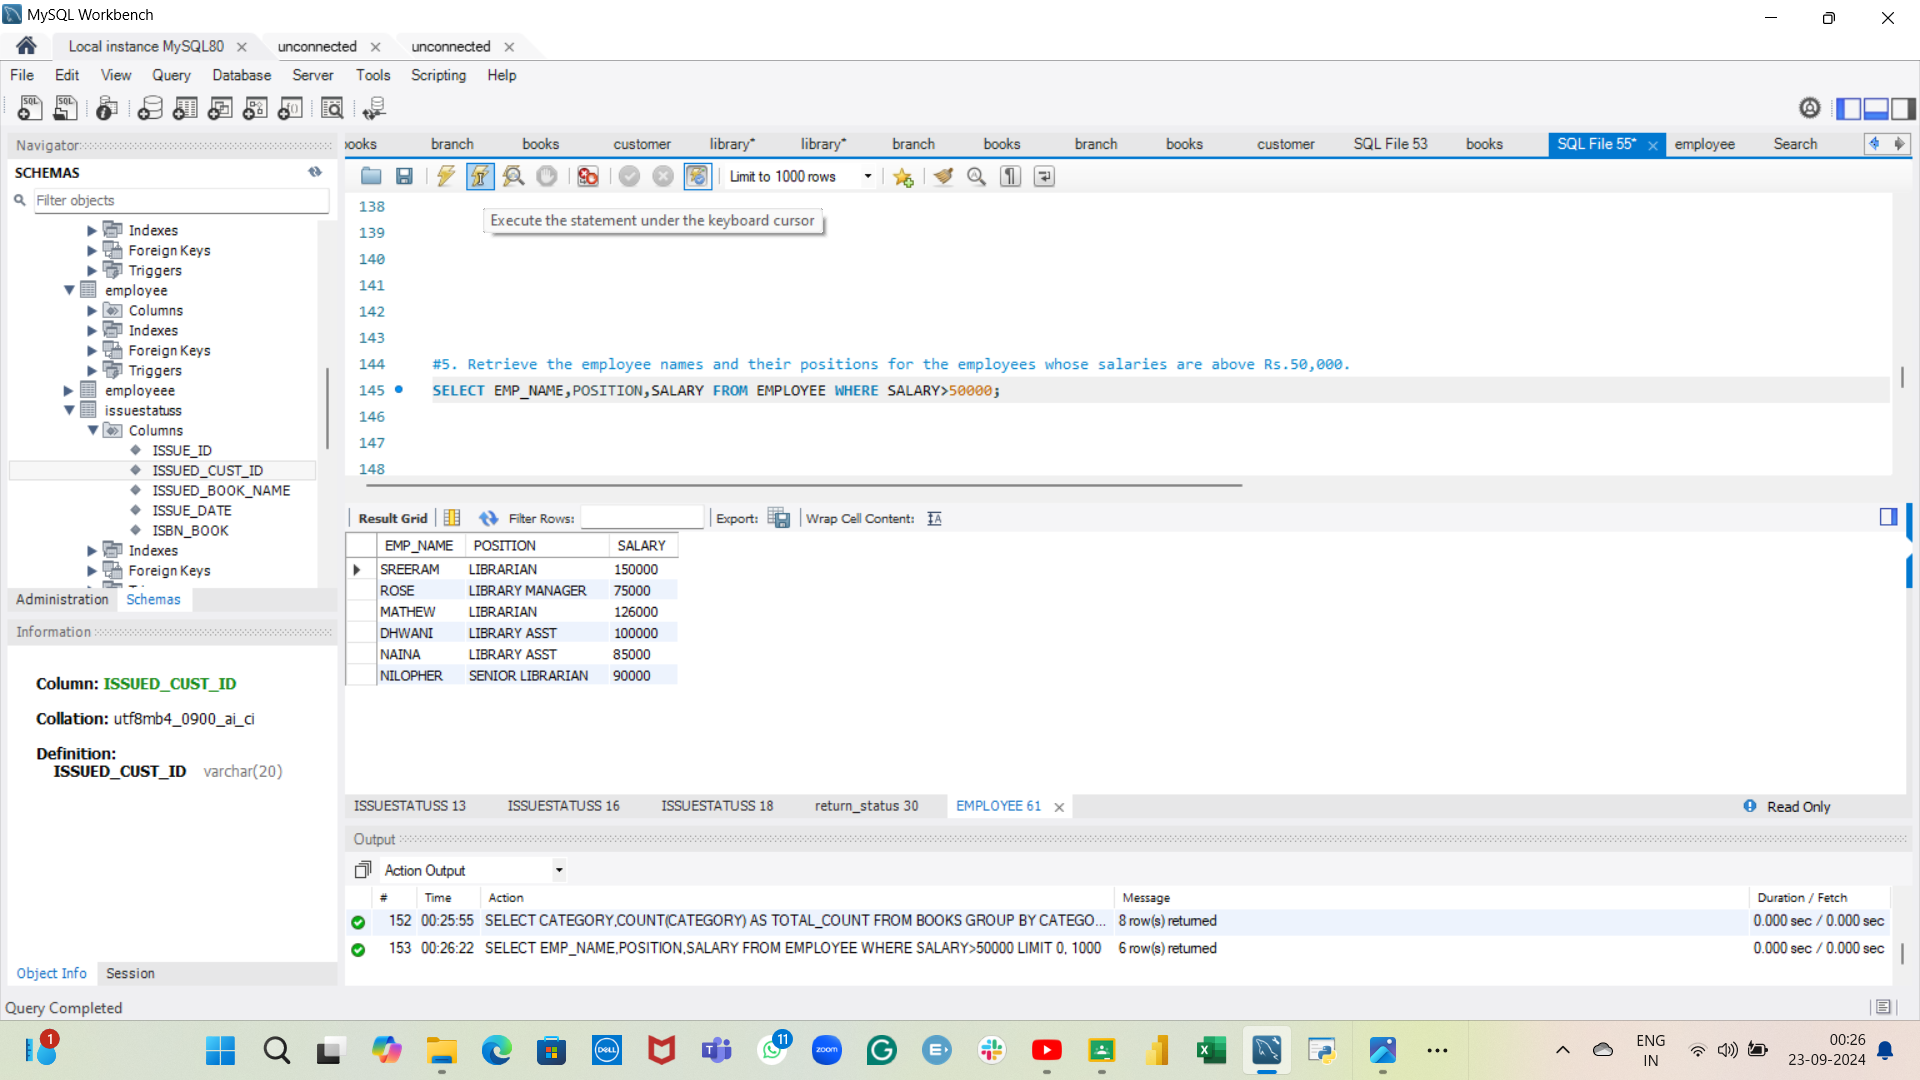 MySQL Workbench
Local instance MySQL80
unconnected
unconnected
File Edit View Query Database Server Tools Scripting Help
Navigator
SCHEMAS
Filter objects
Indexes
Foreign Keys
Triggers
employee
Columns
Indexes
Foreign Keys
Triggers
employeee
issuestatuss
Columns
ISSUE_ID
ISSUED_CUST_ID
ISSUED_BOOK_NAME
ISSUE_DATE
ISBN_BOOK
Indexes
Foreign Keys
Administration Schemas
Information
Column: ISSUED_CUST_ID
Collation: utf8mb4_0900_ai_ci
Definition:
ISSUED_CUST_ID varchar(20)
Object Info Session
Query Completed
ooks branch books customer library* library* branch books branch books customer SQL File 53 books SQL File 55* employee Search
Limit to 1000 rows
Execute the statement under the keyboard cursor
138
139
140
141
142
143
144 #5. Retrieve the employee names and their positions for the employees whose salaries are above Rs.50,000.
145 SELECT EMP_NAME,POSITION,SALARY FROM EMPLOYEE WHERE SALARY>50000;
146
147
148
Result Grid Filter Rows: Export: Wrap Cell Content:
EMP_NAME POSITION SALARY
SREERAM LIBRARIAN 150000
ROSE LIBRARY MANAGER 75000
MATHEW LIBRARIAN 126000
DHWANI LIBRARY ASST 100000
NAINA LIBRARY ASST 85000
NILOPHER SENIOR LIBRARIAN 90000
ISSUESTATUSS 13 ISSUESTATUSS 16 ISSUESTATUSS 18 return_status 30 EMPLOYEE 61 Read Only
Output
Action Output
# Time Action Message Duration / Fetch
152 00:25:55 SELECT CATEGORY,COUNT(CATEGORY) AS TOTAL_COUNT FROM BOOKS GROUP BY CATEGO... 8 row(s) returned 0.000 sec / 0.000 sec
153 00:26:22 SELECT EMP_NAME,POSITION,SALARY FROM EMPLOYEE WHERE SALARY>50000 LIMIT 0, 1000 6 row(s) returned 0.000 sec / 0.000 sec
1
DELL
11
zoom
ENG
IN
00:26
23-09-2024